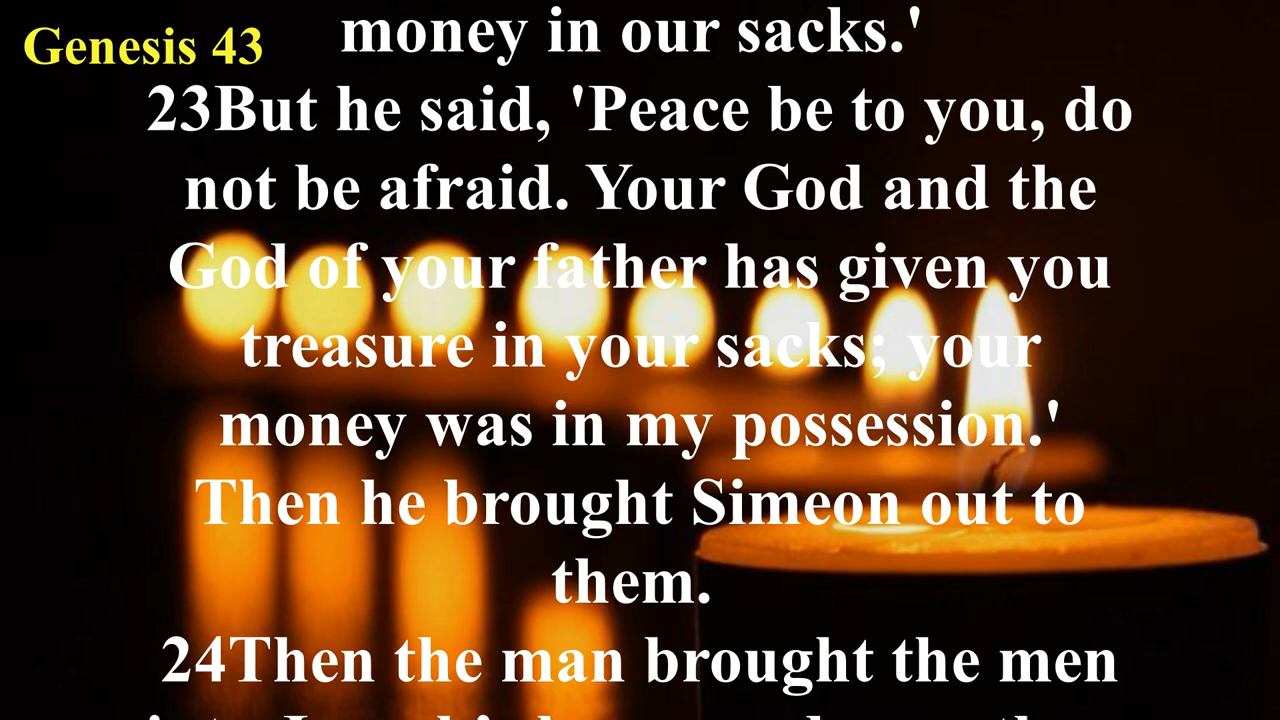 Genesis 43
money in our sacks.'
23But he said, 'Peace be to you, do
not be afraid. Your God and the
God of your father has given you
treasure in your sacks; your
money was in my possession.'
Then he brought Simeon out to
them.
24Then the man brought the men